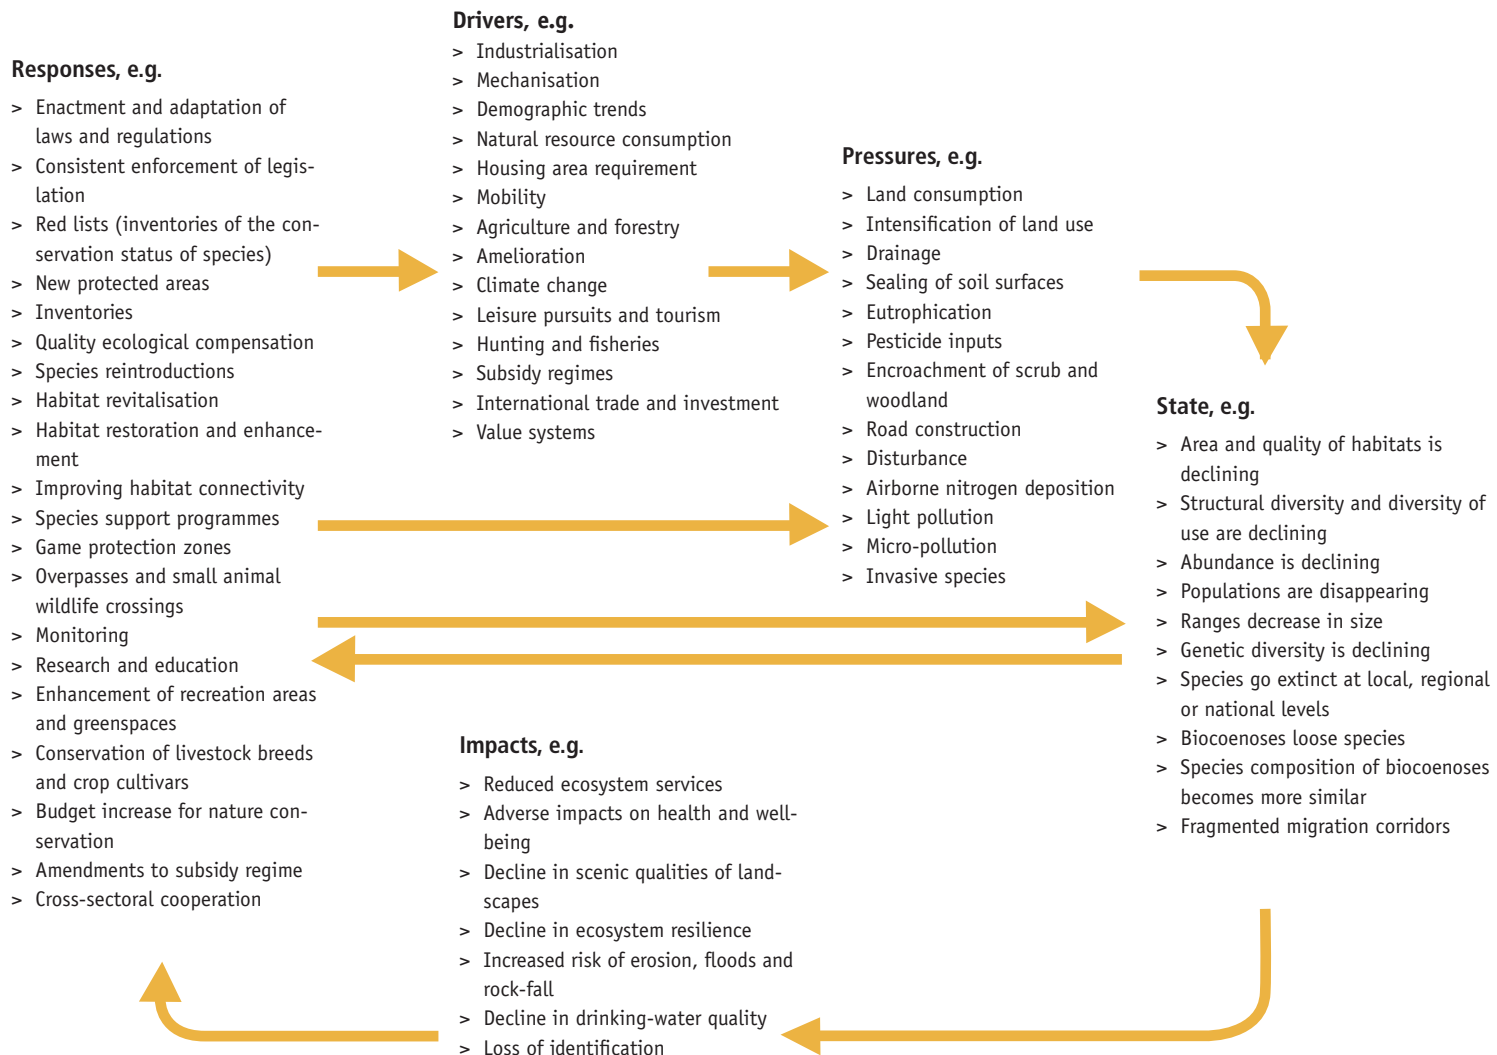 Responses, e.g.
> Enactment and adaptation of
laws and regulations
> Consistent enforcement of legis-
lation
> Red lists (inventories of the con-
servation status of species)
> New protected areas
> Inventories
> Quality ecological compensation
> Species reintroductions
> Habitat revitalisation
> Habitat restoration and enhance-
ment
> Improving habitat connectivity
> Species support programmes
> Game protection zones
> Overpasses and small animal
wildlife crossings
> Monitoring
> Research and education
> Enhancement of recreation areas
and greenspaces
> Conservation of livestock breeds
and crop cultivars
> Budget increase for nature con-
servation
> Amendments to subsidy regime
> Cross-sectoral cooperation
Drivers, e.g.
> Industrialisation
> Mechanisation
> Demographic trends
> Natural resource consumption
> Housing area requirement
> Mobility
> Agriculture and forestry
> Amelioration
> Climate change
> Leisure pursuits and tourism
> Hunting and fisheries
> Subsidy regimes
> International trade and investment
> Value systems
Pressures, e.g.
> Land consumption
> Intensification of land use
> Drainage
> Sealing of soil surfaces
> Eutrophication
> Pesticide inputs
> Encroachment of scrub and
woodland
> Road construction
> Disturbance
> Airborne nitrogen deposition
> Light pollution
> Micro-pollution
> Invasive species
State, e.g.
> Area and quality of habitats is
declining
> Structural diversity and diversity of
use are declining
> Abundance is declining
> Populations are disappearing
> Ranges decrease in size
> Genetic diversity is declining
> Species go extinct at local, regional
or national levels
> Biocoenoses loose species
> Species composition of biocoenoses
becomes more similar
> Fragmented migration corridors
Impacts, e.g.
> Reduced ecosystem services
> Adverse impacts on health and well-
being
> Decline in scenic qualities of land-
scapes
> Decline in ecosystem resilience
> Increased risk of erosion, floods and
rock-fall
> Decline in drinking-water quality
> Loss of identification